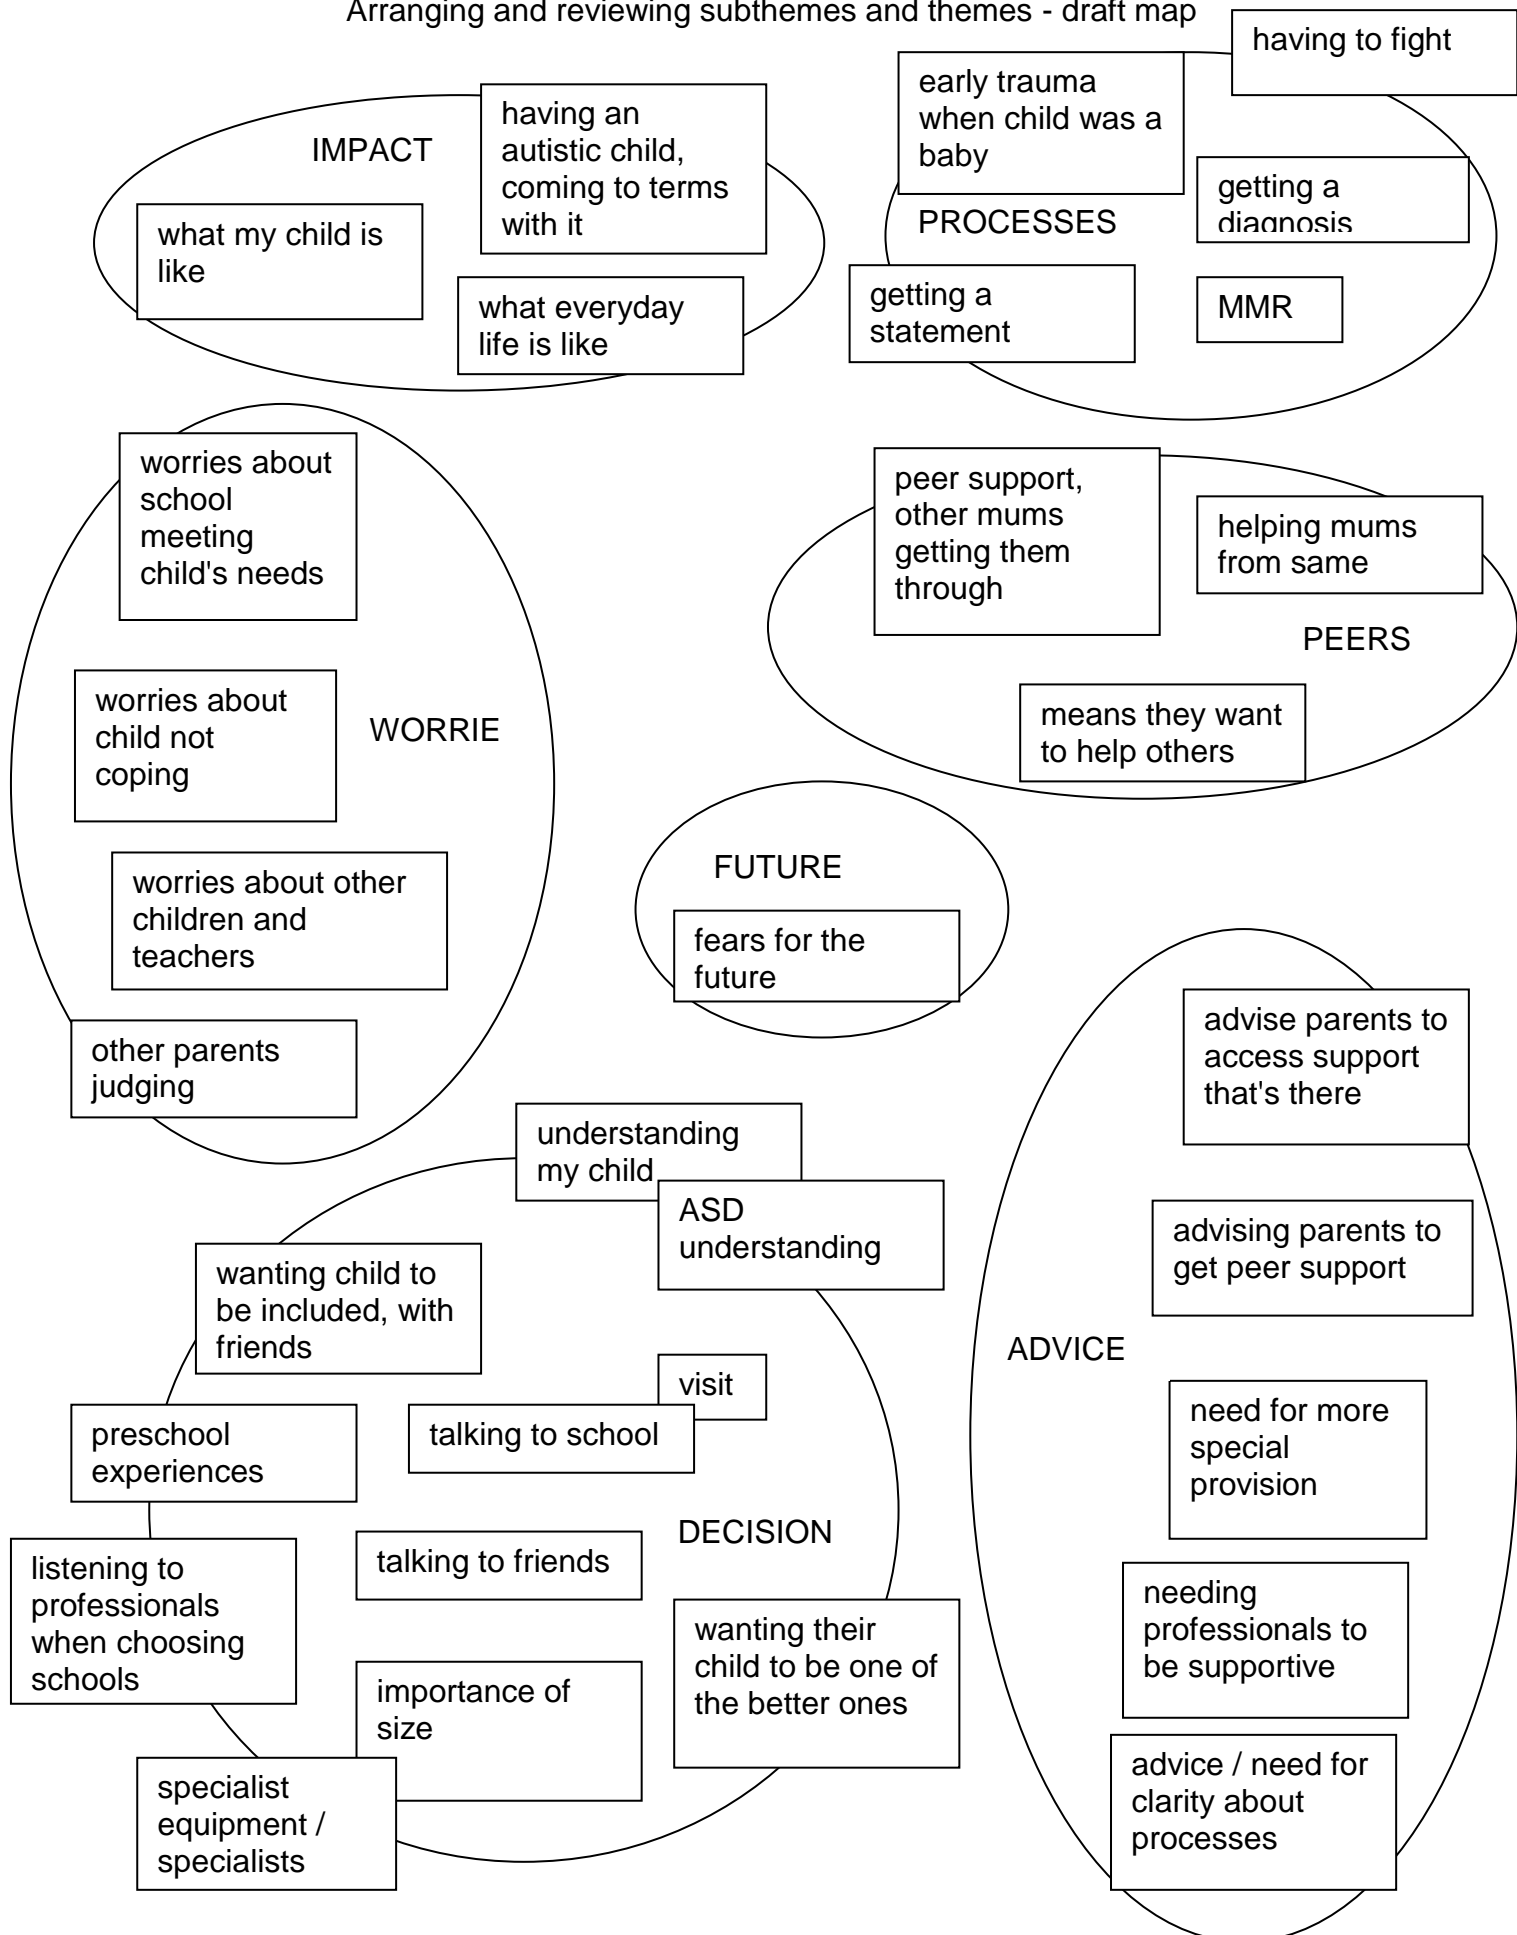 Arranging and reviewing subthemes and themes - draft map
IMPACT
having an
autistic child,
coming to terms
with it
what my child is
like
what everyday
life is like
having to fight
early trauma
when child was a
baby
PROCESSES
getting a
diagnosis
getting a
statement
MMR
worries about
school
meeting
child's needs
worries about
child not
coping
WORRIE
worries about other
children and
teachers
other parents
judging
peer support,
other mums
getting them
through
helping mums
from same
PEERS
means they want
to help others
FUTURE
fears for the
future
understanding
my child
ASD
understanding
wanting child to
be included, with
friends
visit
talking to school
preschool
experiences
DECISION
talking to friends
listening to
professionals
when choosing
schools
wanting their
child to be one of
the better ones
importance of
size
specialist
equipment /
specialists
advise parents to
access support
that's there
advising parents to
get peer support
ADVICE
need for more
special
provision
needing
professionals to
be supportive
advice / need for
clarity about
processes